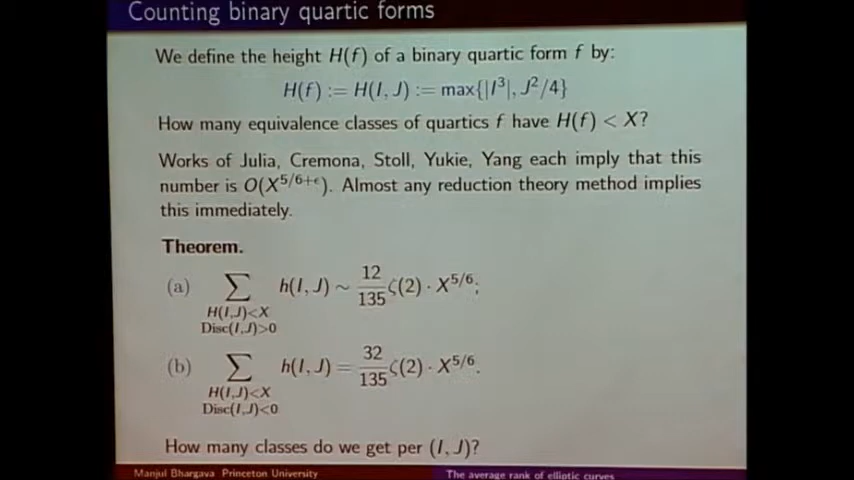 Counting binary quartic forms
We define the height H(f) of a binary quartic form f by:
H(f) := H(I, J) := max{|I³|, J²/4}
How many equivalence classes of quartics f have H(f) < X?
Works of Julia, Cremona, Stoll, Yukie, Yang each imply that this
number is O(X^{5/6+ϵ}). Almost any reduction theory method implies
this immediately.
Theorem.
(a) ∑_{H(I,J)<X, Disc(I,J)>0} h(I, J) ∼ 12/135 ζ(2) · X^{5/6};
(b) ∑_{H(I,J)<X, Disc(I,J)<0} h(I, J) = 32/135 ζ(2) · X^{5/6}.
How many classes do we get per (I, J)?
Manjul Bhargava Princeton University
The average rank of elliptic curves